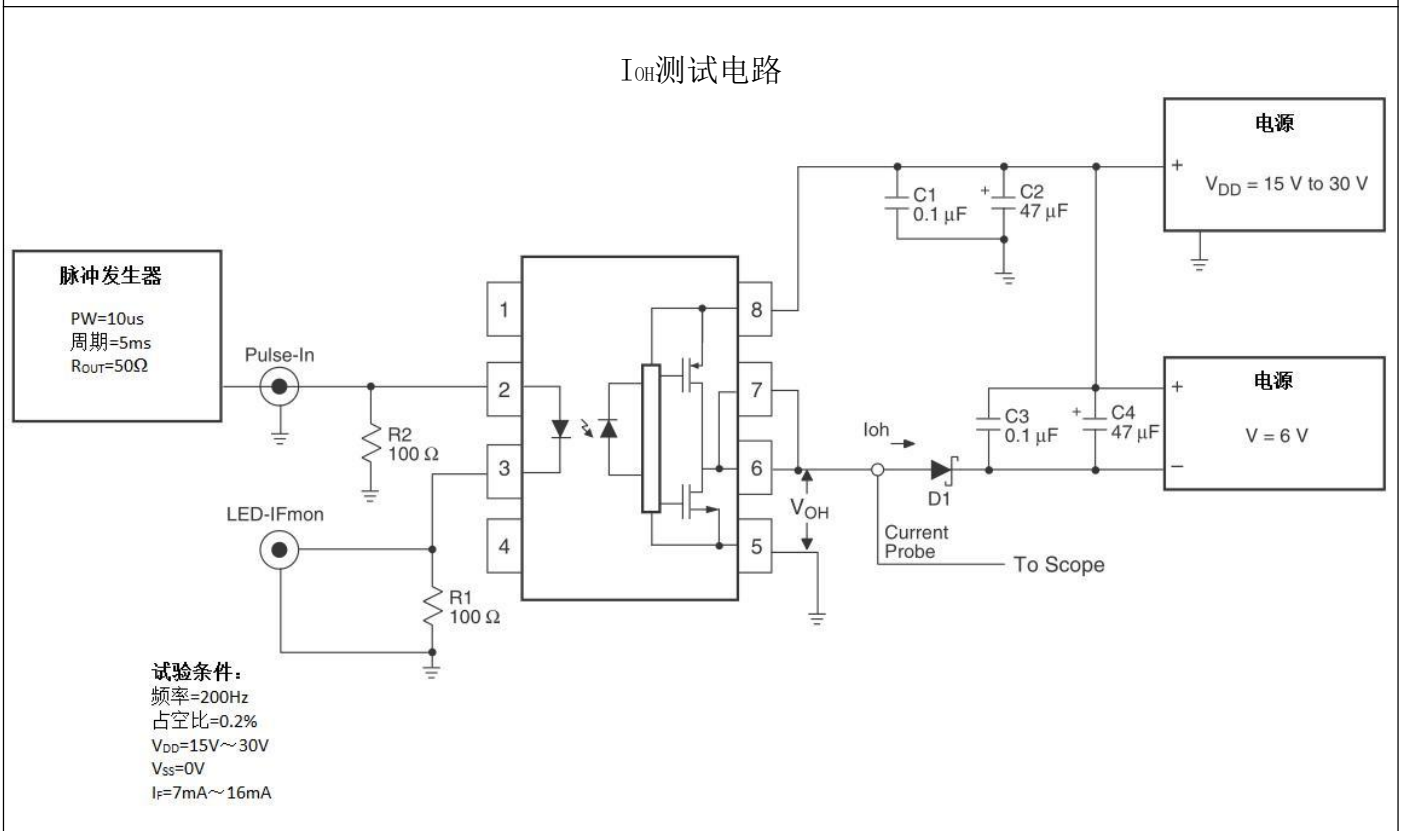 IOH测试电路
电源
+
VDD = 15 V to 30 V
C1
0.1 µF
+
C2
47 µF
脉冲发生器
PW=10us
周期=5ms
ROUT=50Ω
Pulse-In
R2
100 Ω
LED-IFmon
R1
100 Ω
1
2
3
4
8
7
6
5
VOH
Ioh
Current
Probe
To Scope
D1
C3
0.1 µF
+
C4
47 µF
电源
+
V = 6 V
−
试验条件：
频率=200Hz
占空比=0.2%
VDD=15V～30V
VSS=0V
IF=7mA～16mA